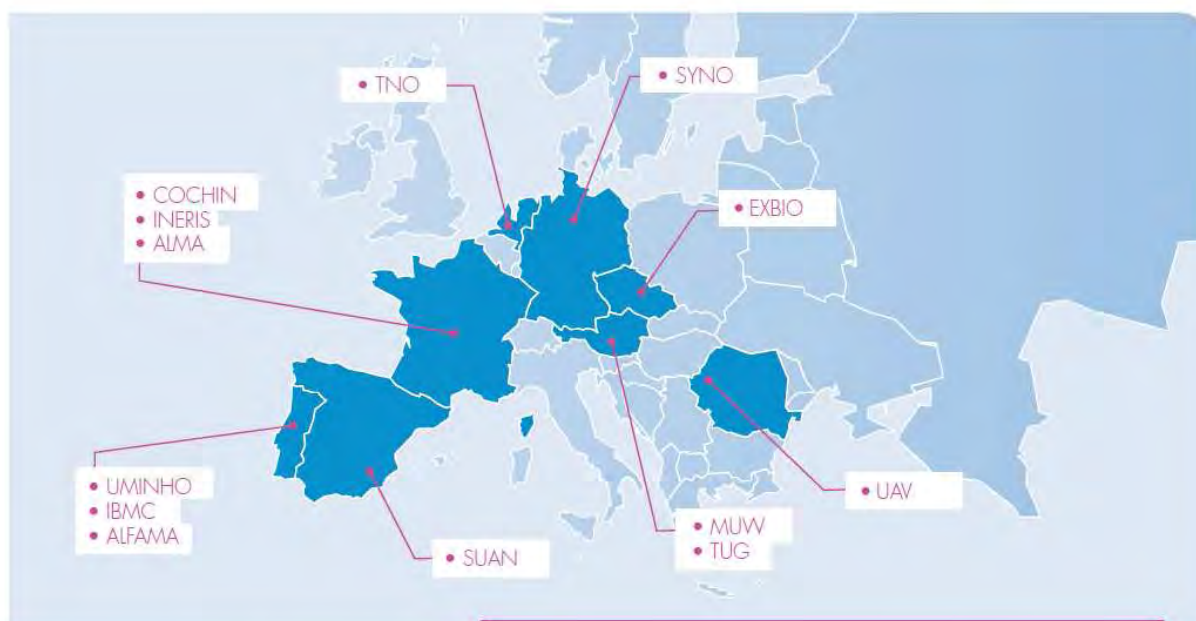 • TNO
• SYNO
• COCHIN
• INERIS
• ALMA
• EXBIO
• UMINHO
• IBMC
• ALFAMA
• SUAN
• MUW
• TUG
• UAV